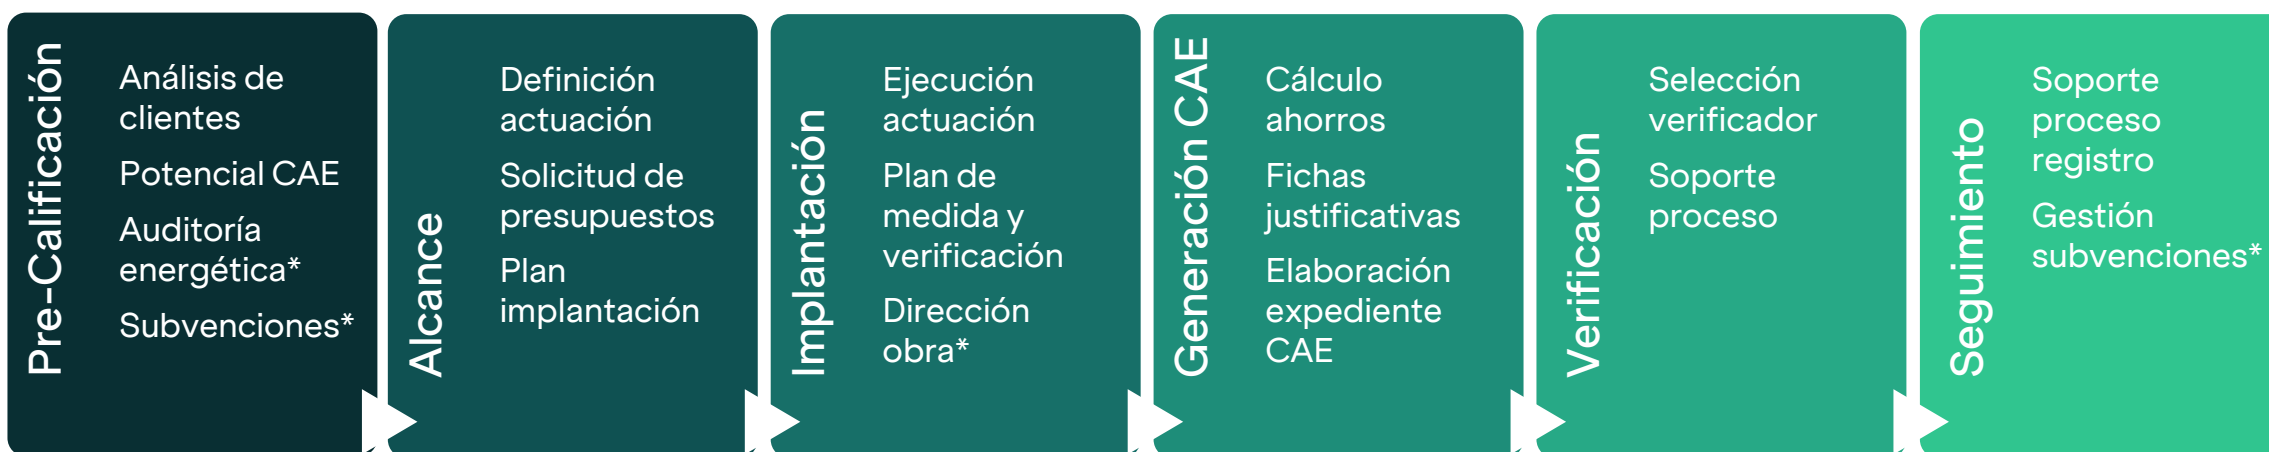 Pre-Calificación
Análisis de
clientes
Potencial CAE
Auditoría
energética*
Subvenciones*
Alcance
Definición
actuación
Solicitud de
presupuestos
Plan
implantación
Implantación
Ejecución
actuación
Plan de
medida y
verificación
Dirección
obra*
Generación CAE
Cálculo
ahorros
Fichas
justificativas
Elaboración
expediente
CAE
Verificación
Selección
verificador
Soporte
proceso
Seguimiento
Soporte
proceso
registro
Gestión
subvenciones*